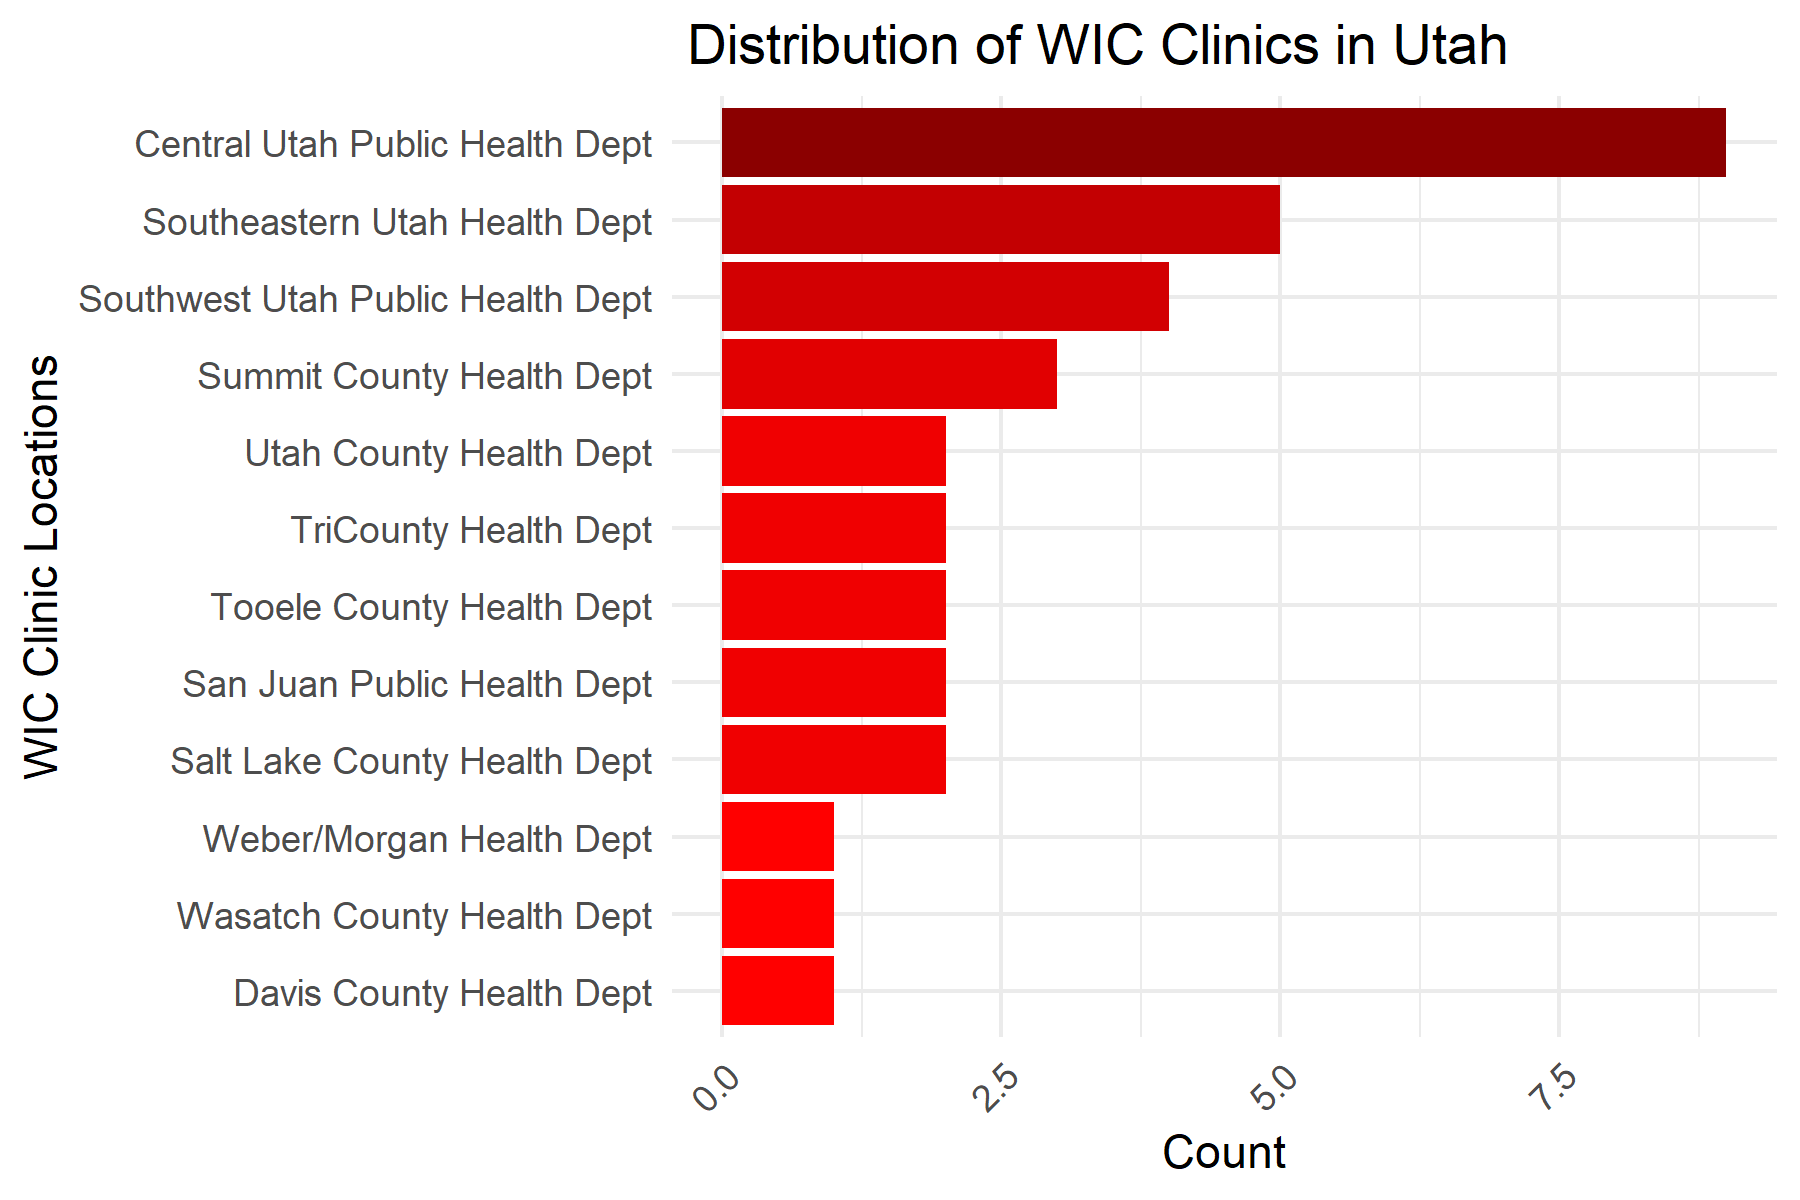 Distribution of WIC Clinics in Utah
WIC Clinic Locations
Central Utah Public Health Dept
Southeastern Utah Health Dept
Southwest Utah Public Health Dept
Summit County Health Dept
Utah County Health Dept
TriCounty Health Dept
Tooele County Health Dept
San Juan Public Health Dept
Salt Lake County Health Dept
Weber/Morgan Health Dept
Wasatch County Health Dept
Davis County Health Dept
0.0
2.5
5.0
7.5
Count